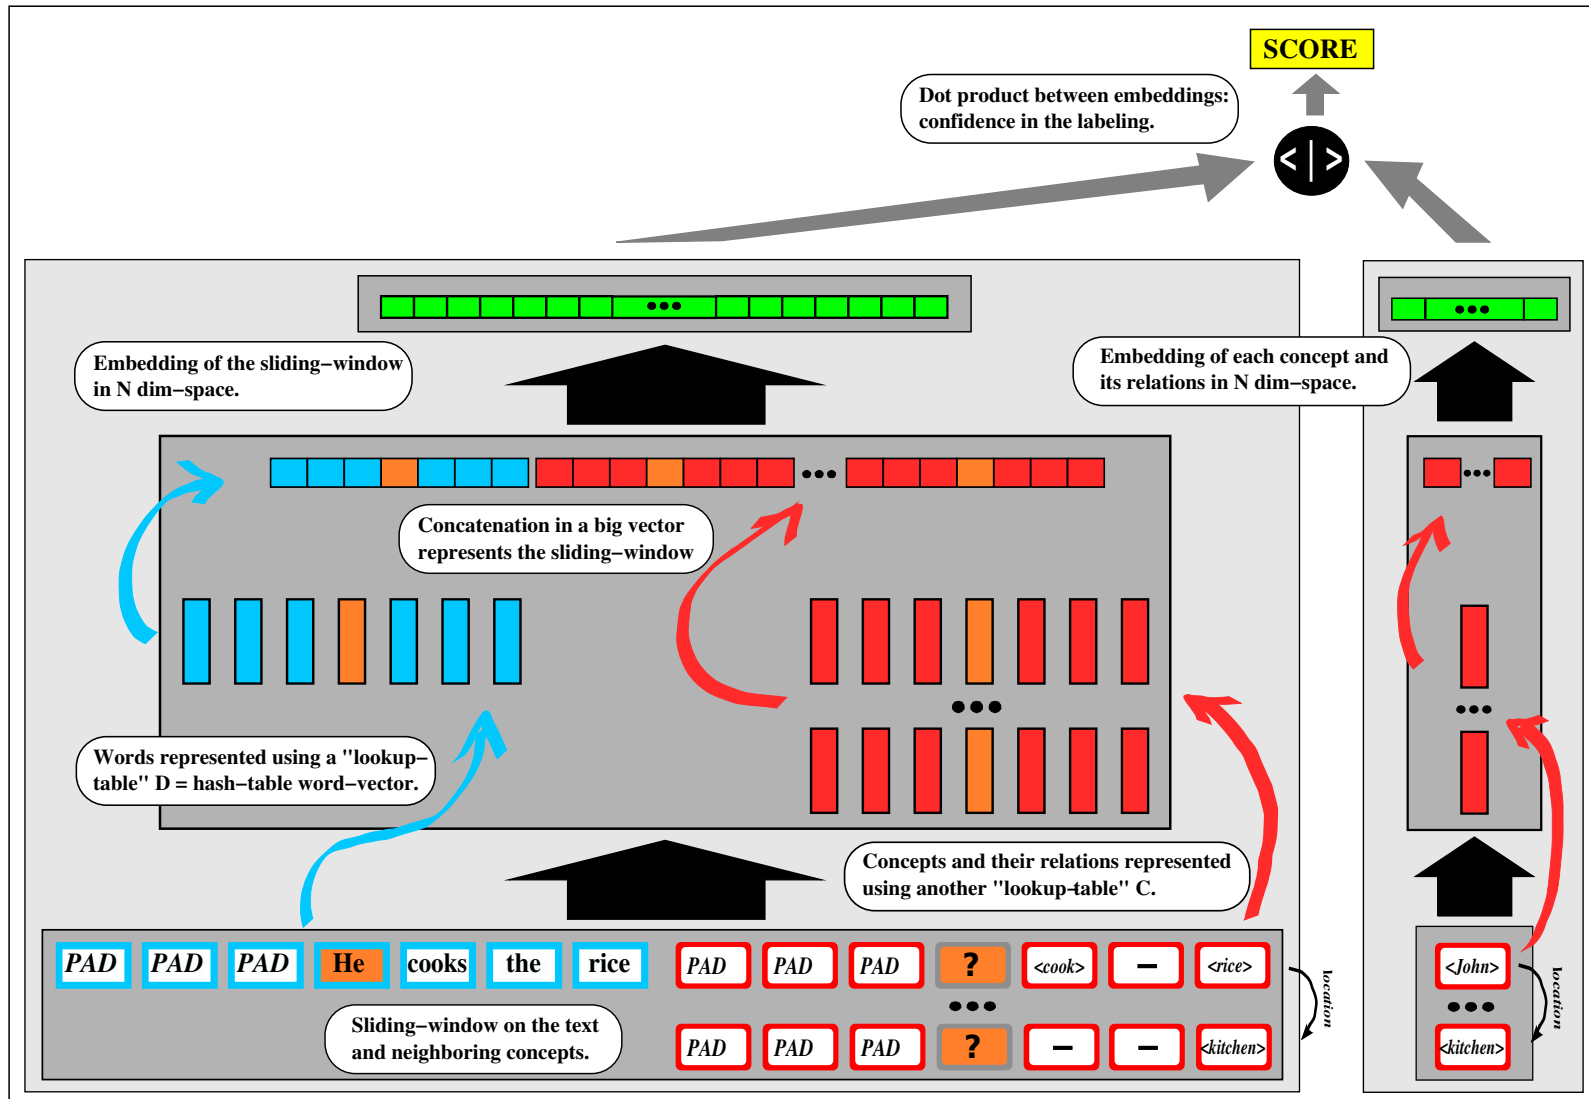 SCORE
Dot product between embeddings:
confidence in the labeling.
< | >
Embedding of the sliding−window
in N dim−space.
Embedding of each concept and
its relations in N dim−space.
Concatenation in a big vector
represents the sliding−window
Words represented using a "lookup−
table" D = hash−table word−vector.
Concepts and their relations represented
using another "lookup-table" C.
PAD PAD PAD He cooks the rice
PAD PAD PAD ? <cook> − <rice>
location
<John>
location
Sliding−window on the text
and neighboring concepts.
PAD PAD PAD ? − − <kitchen>
<kitchen>